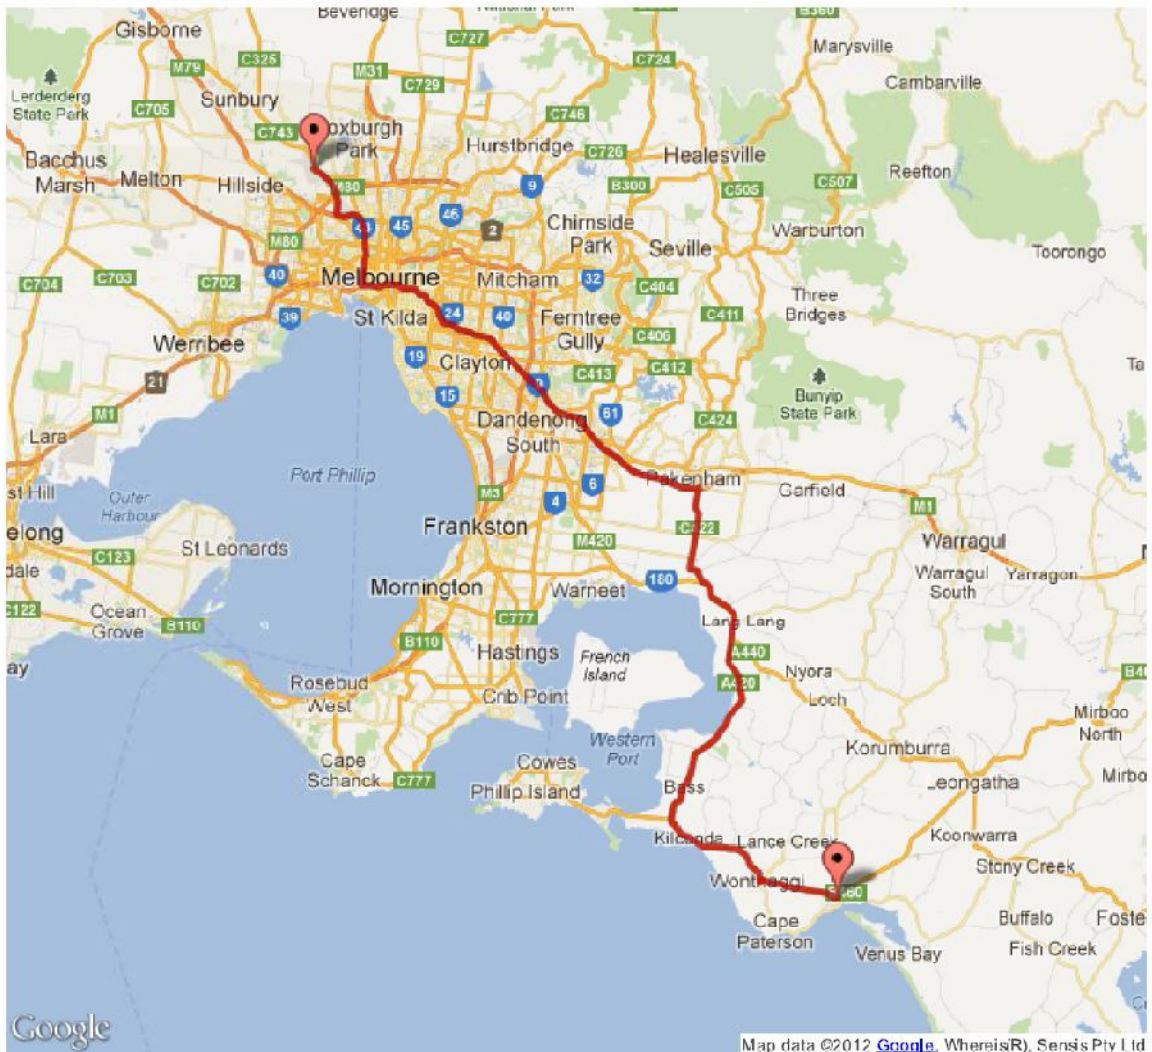 Beveridge
National Park
B360
Gisborne
C727
Marysville
M79
C325
M31
C724
Lerderderg
State Park
Sunbury
C729
Cambarville
C705
C746
C743
oxburgh
Park
Hurstbridge
C726
Healesville
Bacchus
Marsh
Melton
Hillside
M80
9
B300
C505
C507
Reefton
45
46
2
Chirnside
Park
Seville
Warburton
M80
Toorongo
C704
C703
C702
40
Melbourne
Mitcham
32
C404
Three
Bridges
39
St Kilda
24
40
Ferntree
Gully
C411
C406
Werribee
19
Clayton
C413
C412
21
15
Bunyip
State Park
Ta
M1
Dandenong
South
61
C424
Lara
Port Phillip
Pakenham
Garfield
st Hill
Outer
Harbour
M3
4
6
M1
elong
Frankston
C123
St Leonards
M420
Warragul
dale
Mornington
Warneet
180
Warragul
South
Yarragon
C122
Ocean
Grove
B110
C777
Lang Lang
B110
Hastings
French
Island
A440
ay
Nyora
Rosebud
West
Crib Point
A420
Loch
Mirboo
North
Western
Port
Korumburra
Cape
Schanck
C777
Cowes
Phillip Island
Bass
Leongatha
Mirbo
Kilcunda
Lance Creek
Koonwarra
Stony Creek
Wonthaggi
Cape
Paterson
Buffalo
Foste
Venus Bay
Fish Creek
Google
Map data ©2012 Google, Whereis(R), Sensis Pty Ltd